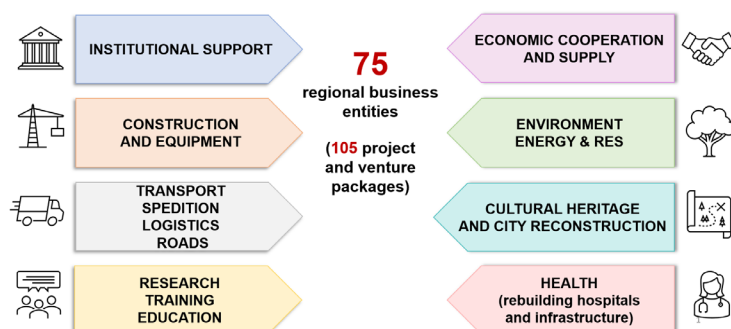 INSTITUTIONAL SUPPORT
CONSTRUCTION
AND EQUIPMENT
TRANSPORT
SPEDITION
LOGISTICS
ROADS
RESEARCH
TRAINING
EDUCATION
75
regional business
entities
(105 project
and venture
packages)
ECONOMIC COOPERATION
AND SUPPLY
ENVIRONMENT
ENERGY & RES
CULTURAL HERITAGE
AND CITY RECONSTRUCTION
HEALTH
(rebuilding hospitals
and infrastructure)